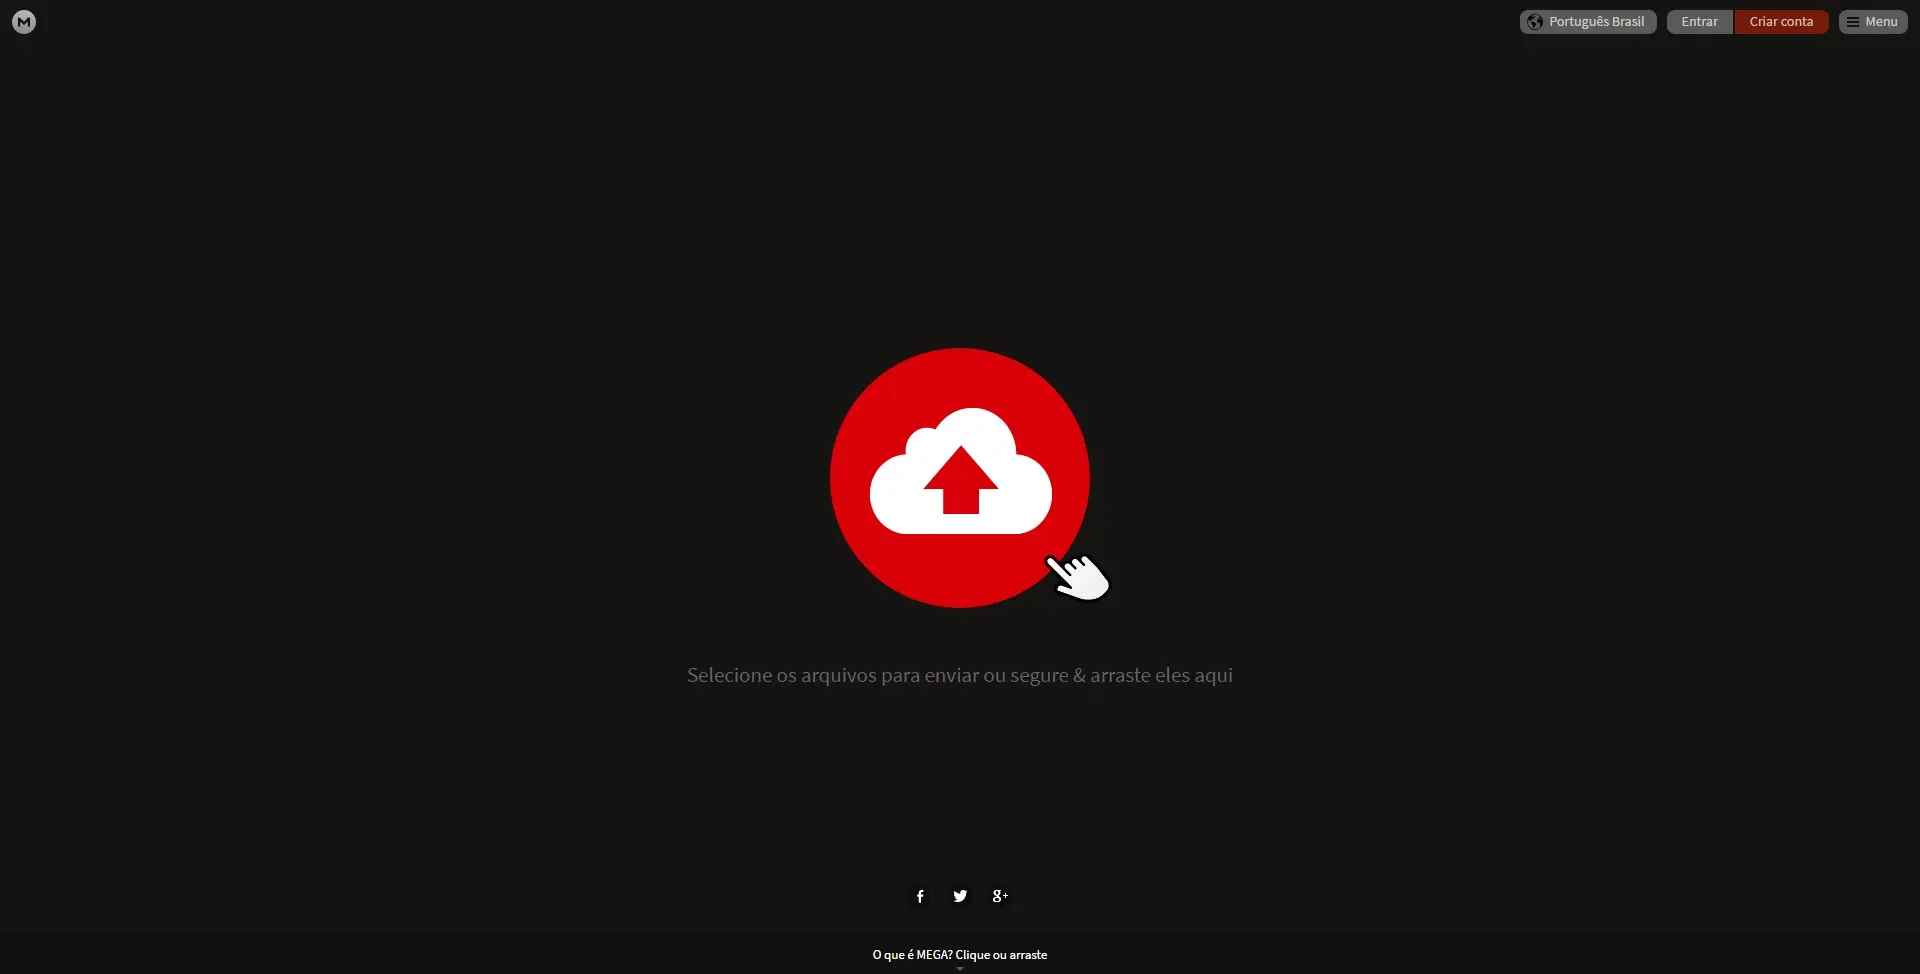 M
Português Brasil
Entrar
Criar conta
Menu
Selecione os arquivos para enviar ou segure & arraste eles aqui
f
g+
O que é MEGA? Clique ou arraste